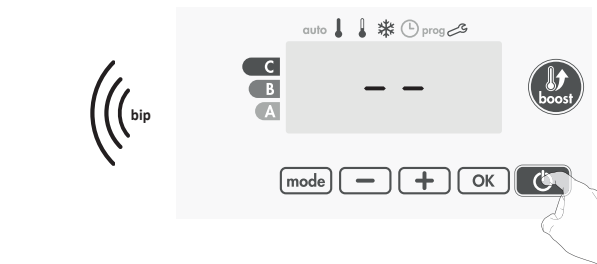 auto prog
C
B
A
– –
boost
bip
mode − + OK